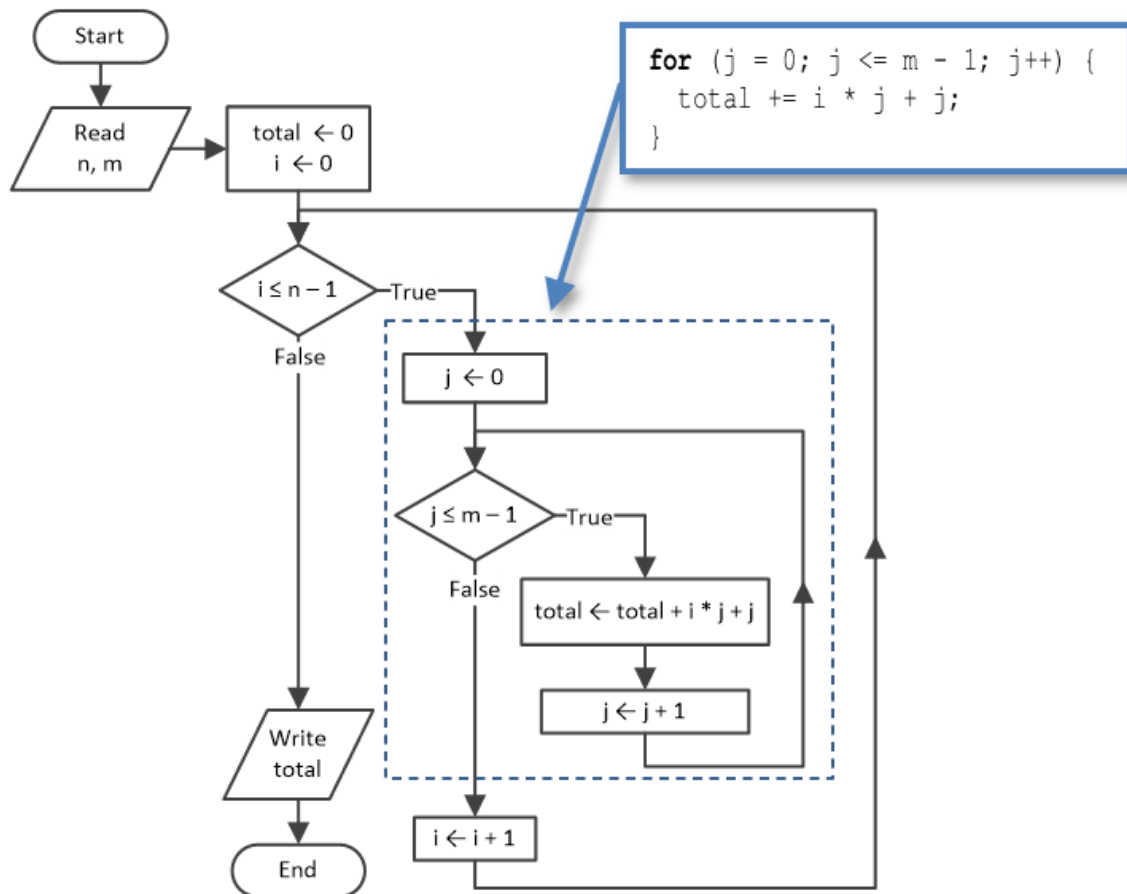 Start
for (j = 0; j <= m - 1; j++) {
total += i * j + j;
}
Read
n, m
total ← 0
i ← 0
i ≤ n – 1
True
False
j ← 0
j ≤ m – 1
True
False
total ← total + i * j + j
j ← j + 1
Write
total
i ← i + 1
End